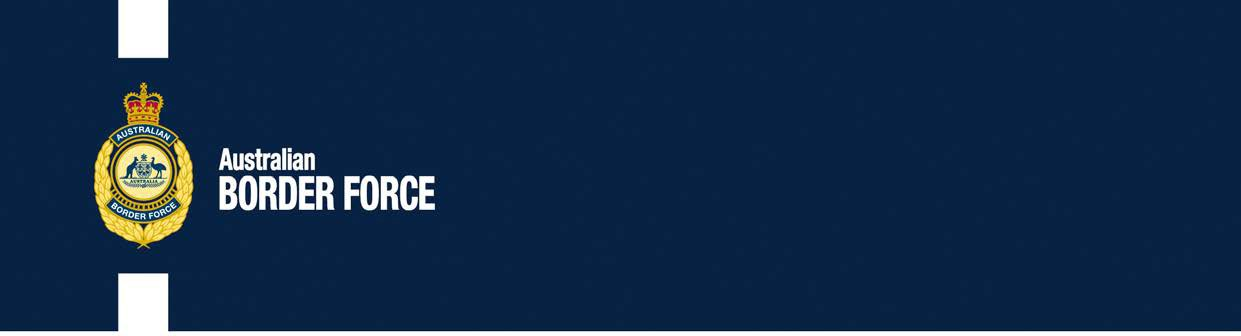 AUSTRALIAN
AUSTRALIA
BORDER FORCE
Australian
BORDER FORCE